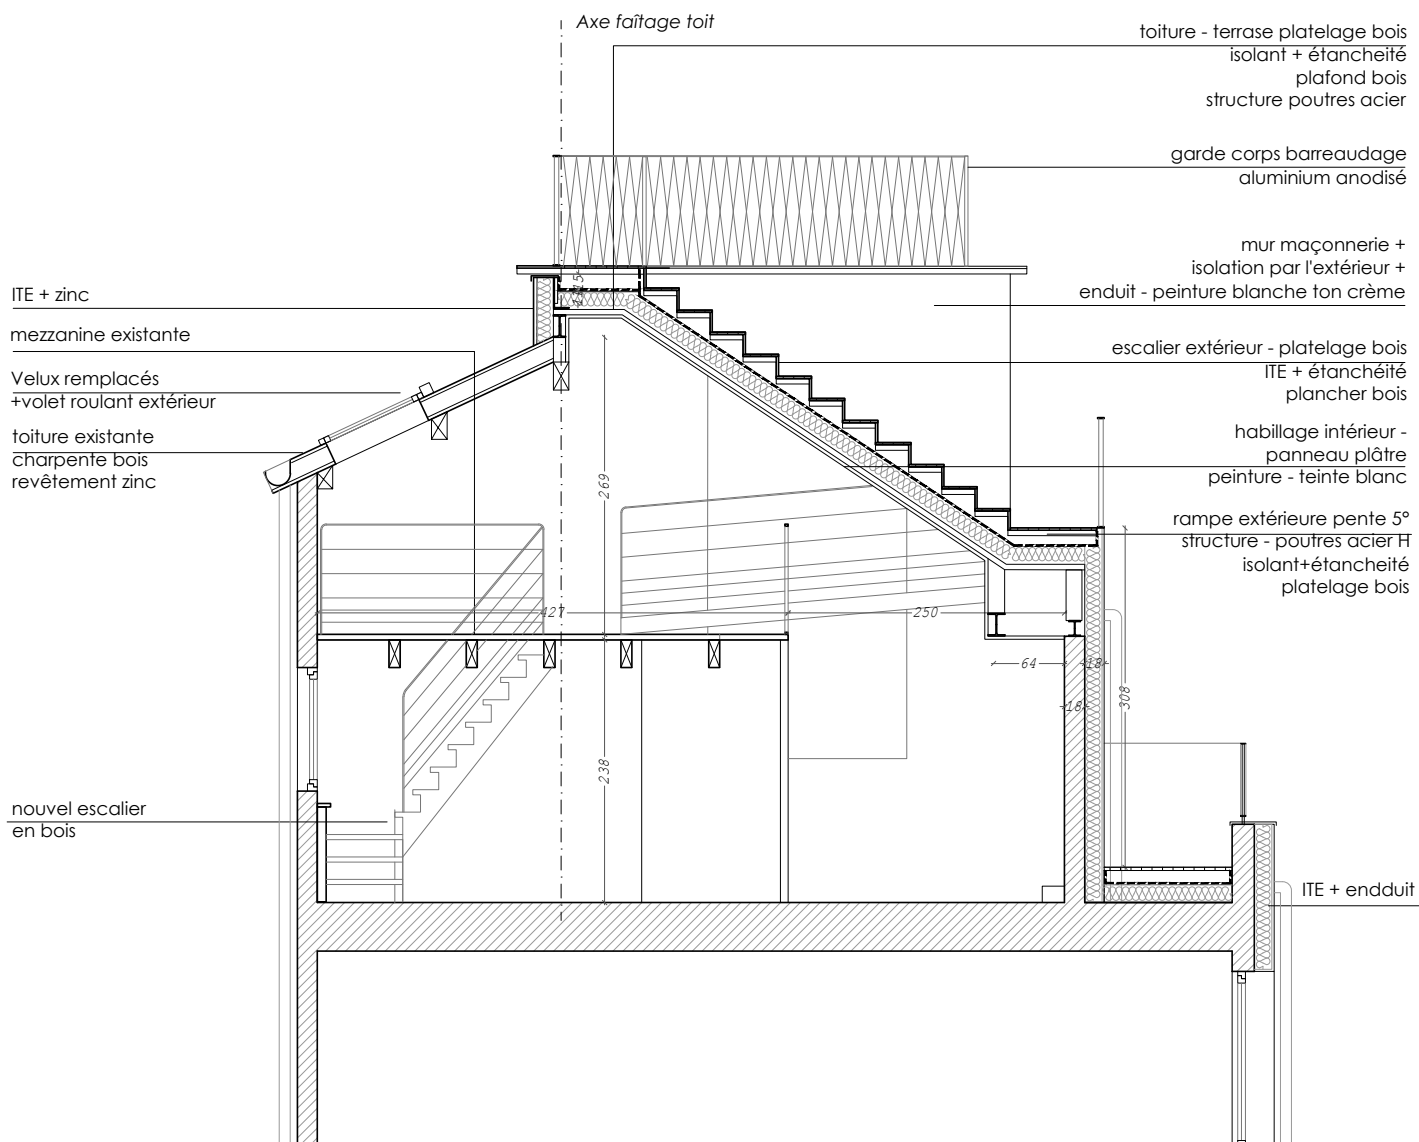 Axe faîtage toit
toiture - terrase platelage bois
isolant + étancheité
plafond bois
structure poutres acier
garde corps barreaudage
aluminium anodisé
mur maçonnerie +
isolation par l'extérieur +
enduit - peinture blanche ton crème
escalier extérieur - platelage bois
ITE + étanchéité
plancher bois
habillage intérieur -
panneau plâtre
peinture - teinte blanc
rampe extérieure pente 5°
structure - poutres acier H
isolant+étancheité
platelage bois
ITE + zinc
mezzanine existante
Velux remplacés
+volet roulant extérieur
toiture existante
charpente bois
revêtement zinc
nouvel escalier
en bois
ITE + endduit
15
269
427
250
64
18
18
308
238